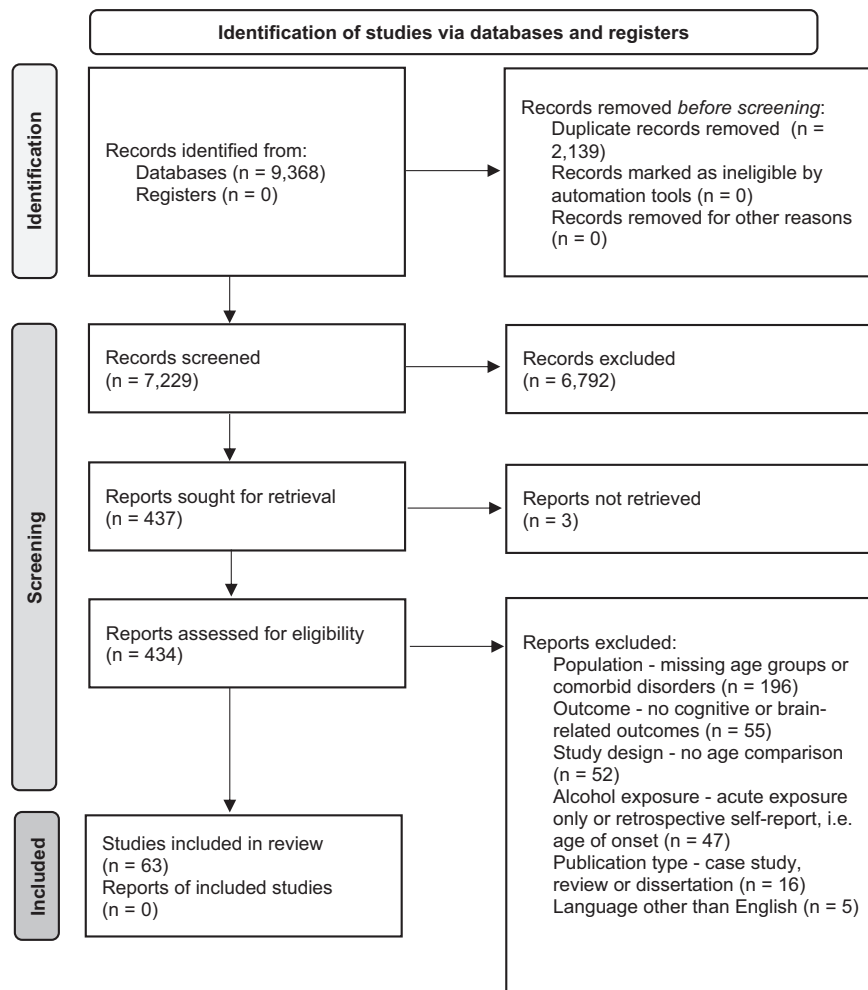 Identification of studies via databases and registers
Identification
Records identified from:
Databases (n = 9,368)
Registers (n = 0)
Records removed before screening:
Duplicate records removed (n =
2,139)
Records marked as ineligible by
automation tools (n = 0)
Records removed for other reasons
(n = 0)
Screening
Records screened
(n = 7,229)
Records excluded
(n = 6,792)
Reports sought for retrieval
(n = 437)
Reports not retrieved
(n = 3)
Reports assessed for eligibility
(n = 434)
Reports excluded:
Population - missing age groups or
comorbid disorders (n = 196)
Outcome - no cognitive or brain-
related outcomes (n = 55)
Study design - no age comparison
(n = 52)
Alcohol exposure - acute exposure
only or retrospective self-report, i.e.
age of onset (n = 47)
Publication type - case study,
review or dissertation (n = 16)
Language other than English (n = 5)
Included
Studies included in review
(n = 63)
Reports of included studies
(n = 0)